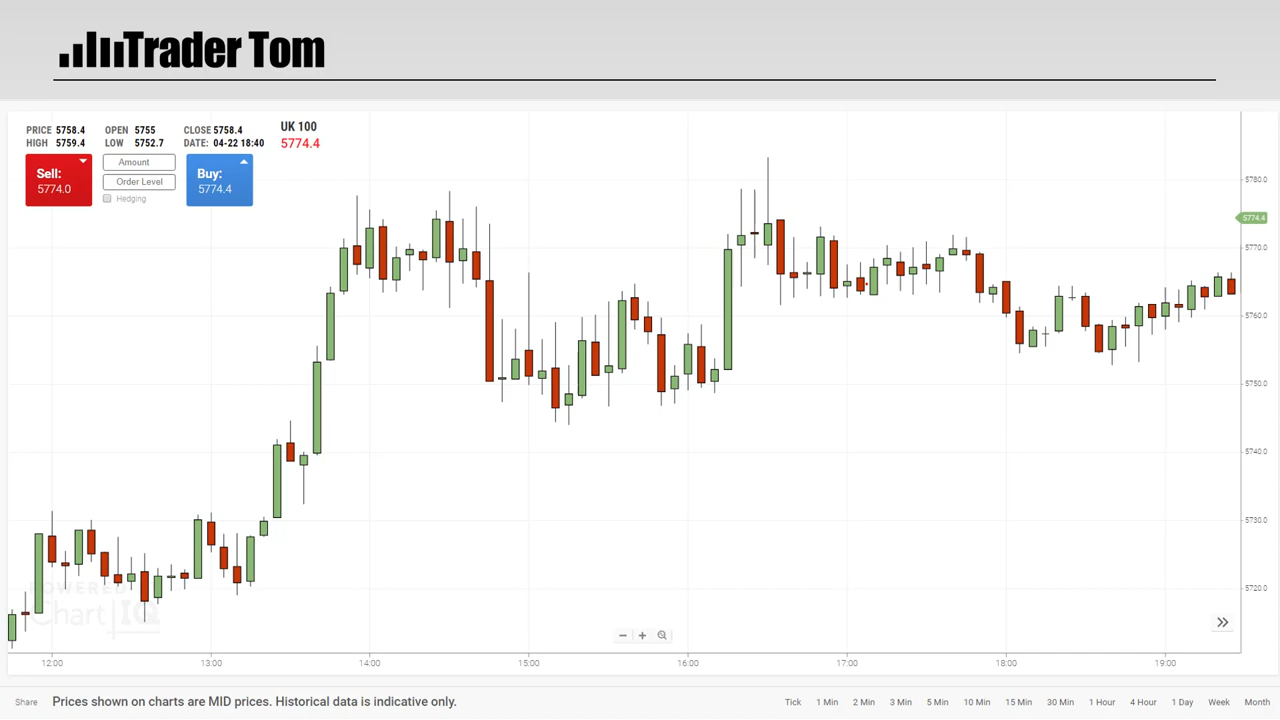 Trader Tom
PRICE 5758.4 OPEN 5755 CLOSE 5758.4 UK 100
HIGH 5759.4 LOW 5752.7 DATE: 04-22 18:40 5774.4
Sell: Amount Buy:
5774.0 Order Level 5774.4
Hedging
5780.0
5774.4
5770.0
5760.0
5750.0
5740.0
5730.0
5720.0
POWERED
Chart IQ
12:00 13:00 14:00 15:00 16:00 17:00 18:00 19:00
Share Prices shown on charts are MID prices. Historical data is indicative only. Tick 1 Min 2 Min 3 Min 5 Min 10 Min 15 Min 30 Min 1 Hour 4 Hour 1 Day Week Month